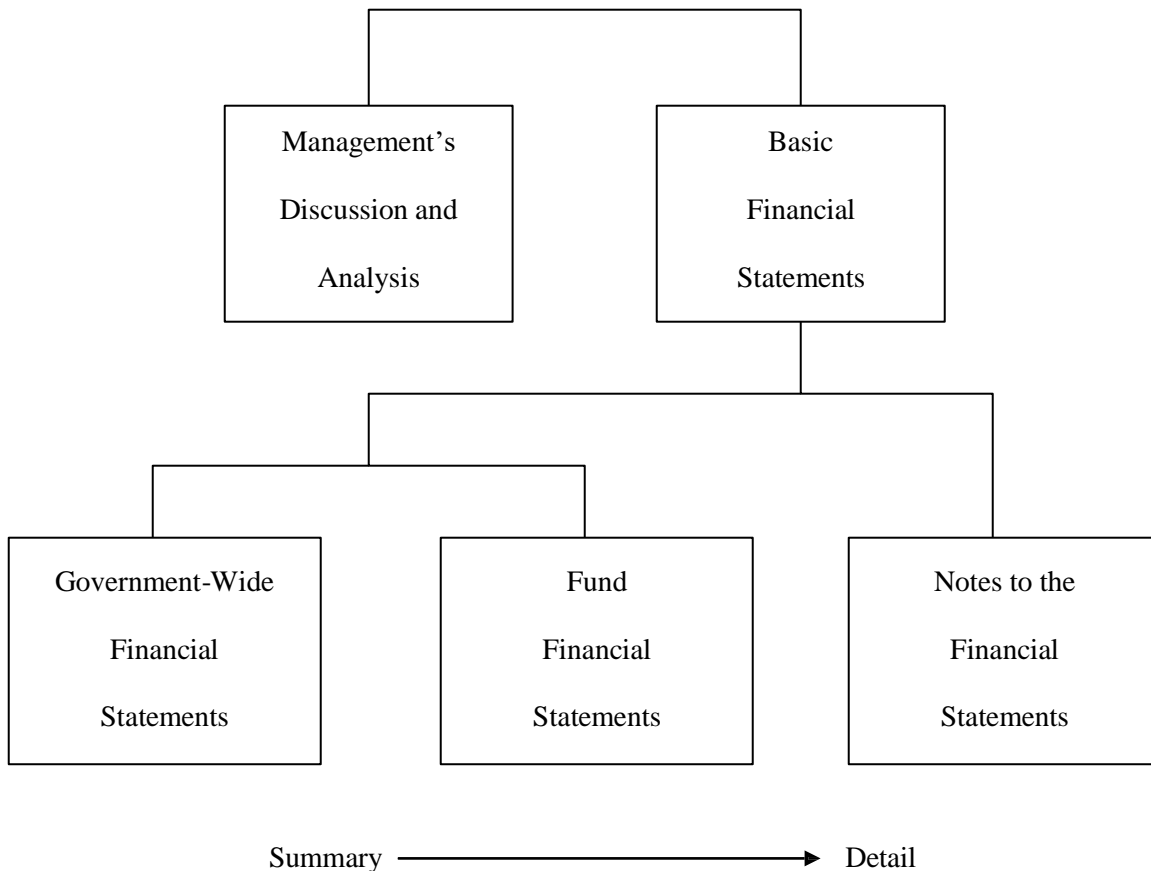 Management’s
Discussion and
Analysis
Basic
Financial
Statements
Government-Wide
Financial
Statements
Fund
Financial
Statements
Notes to the
Financial
Statements
Summary
Detail